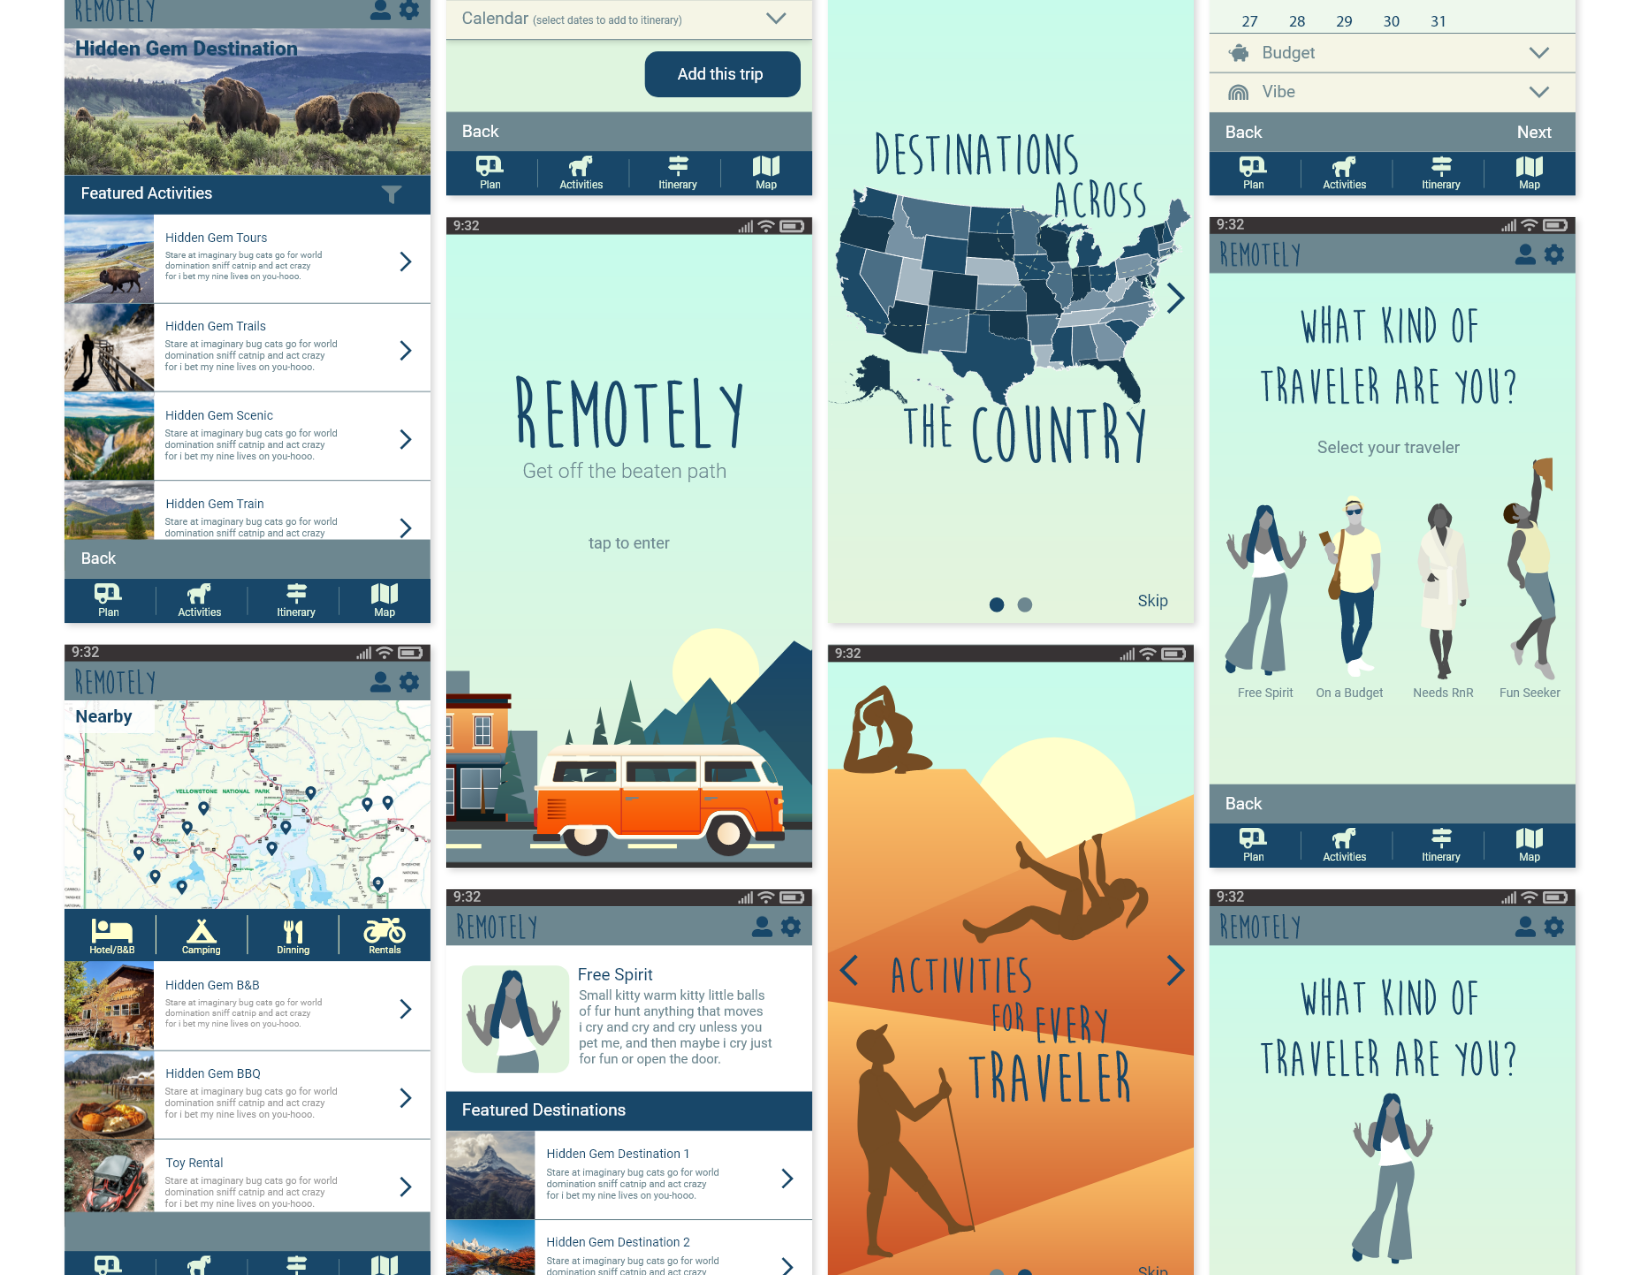 REMOTELY
Hidden Gem Destination
Featured Activities
Hidden Gem Tours
Stare at imaginary bug cats go for world
domination sniff catnip and act crazy
for i bet my nine lives on you-hooo.
Hidden Gem Trails
Stare at imaginary bug cats go for world
domination sniff catnip and act crazy
for i bet my nine lives on you-hooo.
Hidden Gem Scenic
Stare at imaginary bug cats go for world
domination sniff catnip and act crazy
for i bet my nine lives on you-hooo.
Hidden Gem Train
Stare at imaginary bug cats go for world
domination sniff catnip and act crazy
Back
Plan Activities Itinerary Map
9:32
REMOTELY
Nearby
YELLOWSTONE NATIONAL PARK
Hotel/B&B Camping Dinning Rentals
Hidden Gem B&B
Stare at imaginary bug cats go for world
domination sniff catnip and act crazy
for i bet my nine lives on you-hooo.
Hidden Gem BBQ
Stare at imaginary bug cats go for world
domination sniff catnip and act crazy
for i bet my nine lives on you-hooo.
Toy Rental
Stare at imaginary bug cats go for world
domination sniff catnip and act crazy
for i bet my nine lives on you-hooo.
Calendar (select dates to add to itinerary)
Add this trip
Back
Plan Activities Itinerary Map
9:32
REMOTELY
Get off the beaten path
tap to enter
9:32
REMOTELY
Free Spirit
Small kitty warm kitty little balls
of fur hunt anything that moves
i cry and cry and cry unless you
pet me, and then maybe i cry just
for fun or open the door.
Featured Destinations
Hidden Gem Destination 1
Stare at imaginary bug cats go for world
domination sniff catnip and act crazy
for i bet my nine lives on you-hooo.
Hidden Gem Destination 2
Stare at imaginary bug cats go for world
domination sniff catnip and act crazy
DESTINATIONS
ACROSS
THE COUNTRY
Skip
9:32
ACTIVITIES
FOR EVERY
TRAVELER
Skip
27 28 29 30 31
Budget
Vibe
Back Next
Plan Activities Itinerary Map
9:32
REMOTELY
WHAT KIND OF
TRAVELER ARE YOU?
Select your traveler
Free Spirit On a Budget Needs RnR Fun Seeker
Back
Plan Activities Itinerary Map
9:32
REMOTELY
WHAT KIND OF
TRAVELER ARE YOU?